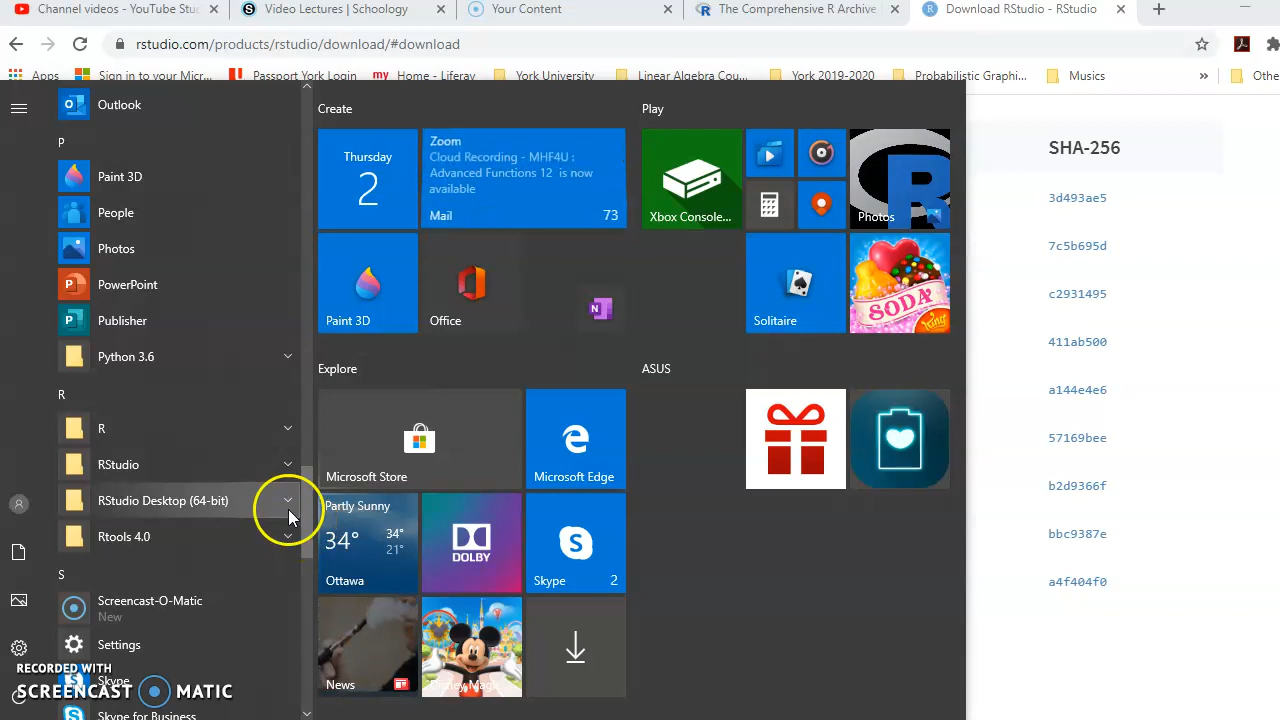 Channel videos - YouTube Stu
Video Lectures | Schoology
Your Content
The Comprehensive R Archive
Download RStudio - RStudio
rstudio.com/products/rstudio/download/#download
Apps
Sign in to your Micr...
Passport York Login
my
Home - Liferay
York University
Linear Algebra Cou...
York 2019-2020
Probabilistic Graphi...
Musics
»
Othe
Outlook
P
Paint 3D
People
Photos
PowerPoint
Publisher
Python 3.6
R
R
RStudio
RStudio Desktop (64-bit)
Rtools 4.0
S
Screencast-O-Matic
New
Settings
Skype
Skype for Business
Create
Thursday
2
Zoom
Cloud Recording - MHF4U :
Advanced Functions 12 is now
available
Mail
73
Paint 3D
Office
Play
Xbox Console...
Photos
Solitaire
SODA
King
Explore
Microsoft Store
Microsoft Edge
Partly Sunny
34°
34°
21°
Ottawa
DOLBY
Skype
2
News
ASUS
SHA-256
3d493ae5
7c5b695d
c2931495
411ab500
a144e4e6
57169bee
b2d9366f
bbc9387e
a4f404f0
RECORDED WITH
SCREENCAST MATIC